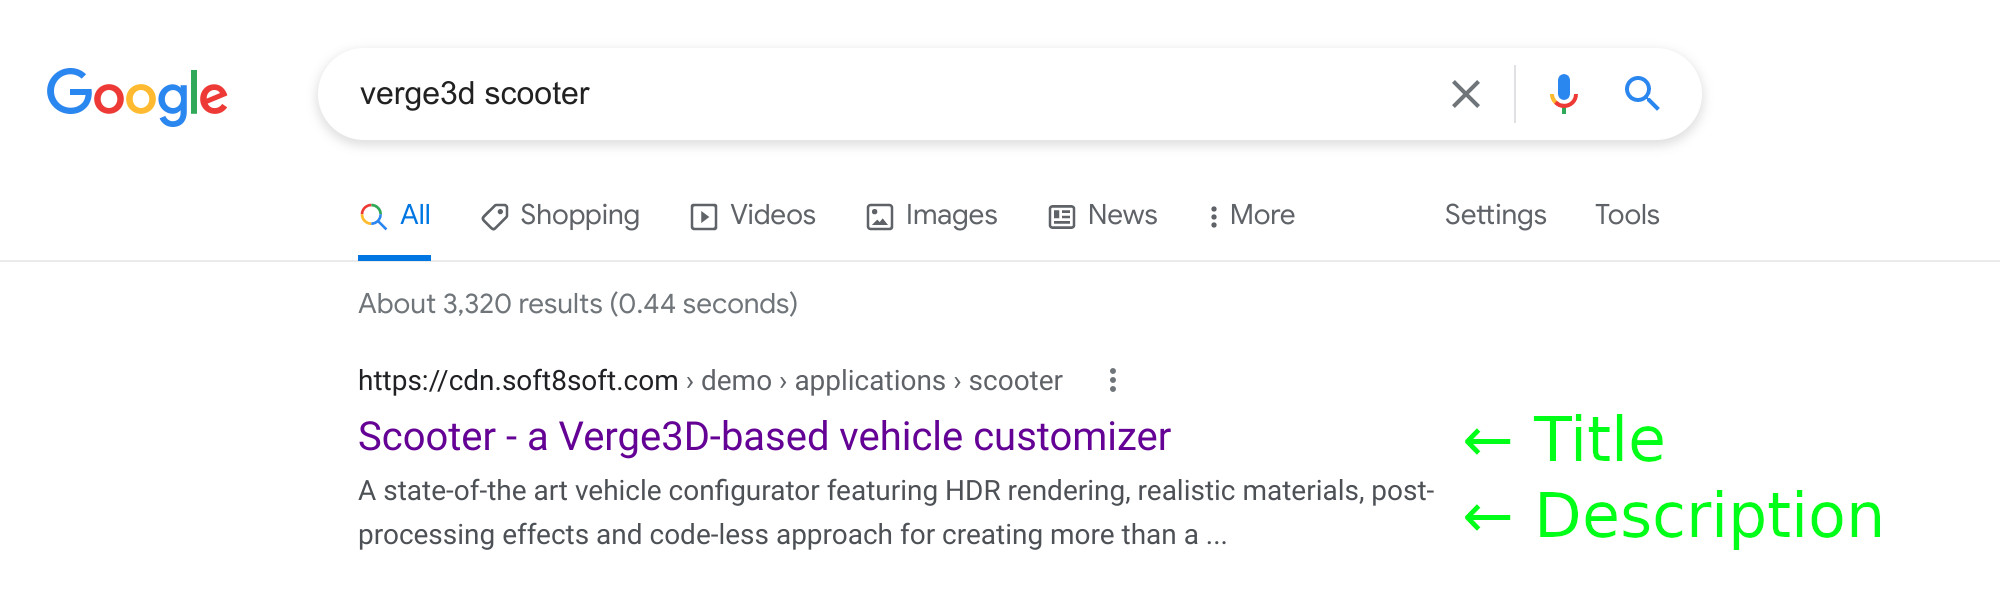 Google
verge3d scooter
All Shopping Videos Images News More Settings Tools
About 3,320 results (0.44 seconds)
https://cdn.soft8soft.com › demo › applications › scooter
Scooter - a Verge3D-based vehicle customizer ← Title
A state-of-the art vehicle configurator featuring HDR rendering, realistic materials, post- ← Description
processing effects and code-less approach for creating more than a ...